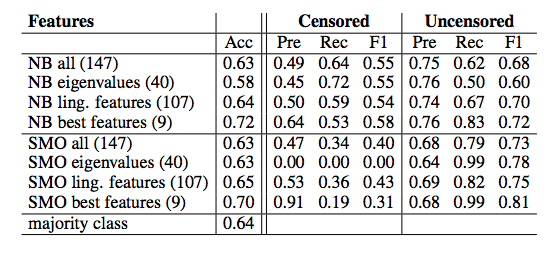 Features Censored Uncensored
Acc Pre Rec F1 Pre Rec F1
NB all (147) 0.63 0.49 0.64 0.55 0.75 0.62 0.68
NB eigenvalues (40) 0.58 0.45 0.72 0.55 0.76 0.50 0.60
NB ling. features (107) 0.64 0.50 0.59 0.54 0.74 0.67 0.70
NB best features (9) 0.72 0.64 0.53 0.58 0.76 0.83 0.72
SMO all (147) 0.63 0.47 0.34 0.40 0.68 0.79 0.73
SMO eigenvalues (40) 0.63 0.00 0.00 0.00 0.64 0.99 0.78
SMO ling. features (107) 0.65 0.53 0.36 0.43 0.69 0.82 0.75
SMO best features (9) 0.70 0.91 0.19 0.31 0.68 0.99 0.81
majority class 0.64